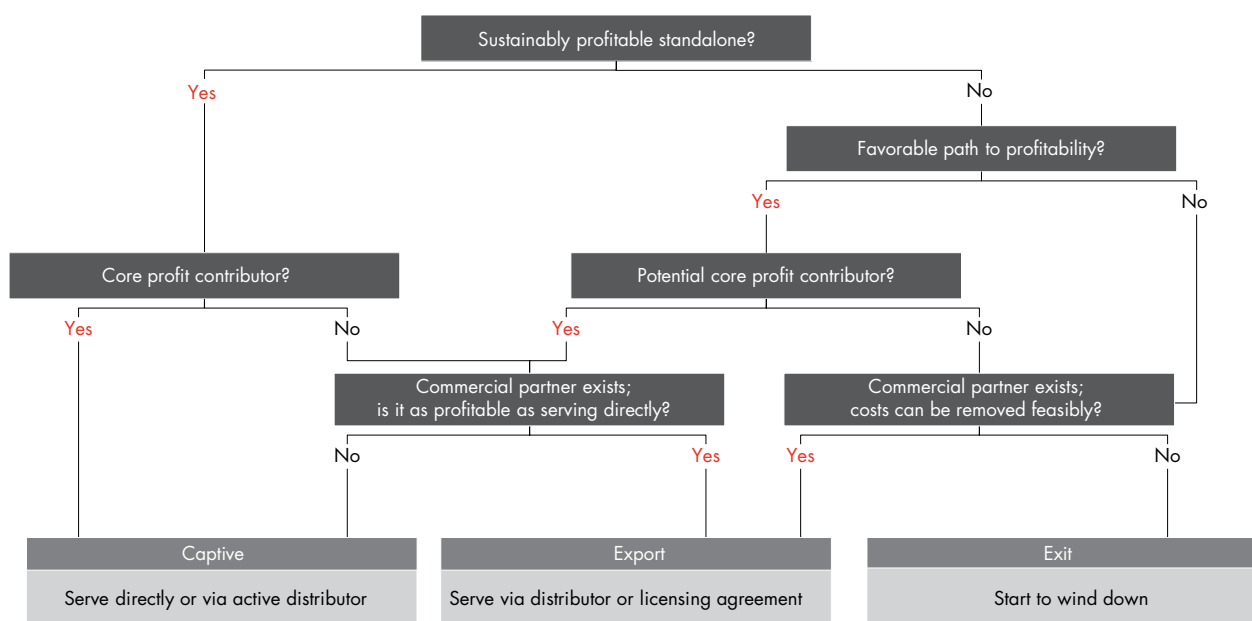 Sustainably profitable standalone?
Yes
No
Favorable path to profitability?
Yes
No
Core profit contributor?
Potential core profit contributor?
Yes
No
Yes
No
Commercial partner exists;
is it as profitable as serving directly?
Commercial partner exists;
costs can be removed feasibly?
No
Yes
Yes
No
Captive
Serve directly or via active distributor
Export
Serve via distributor or licensing agreement
Exit
Start to wind down